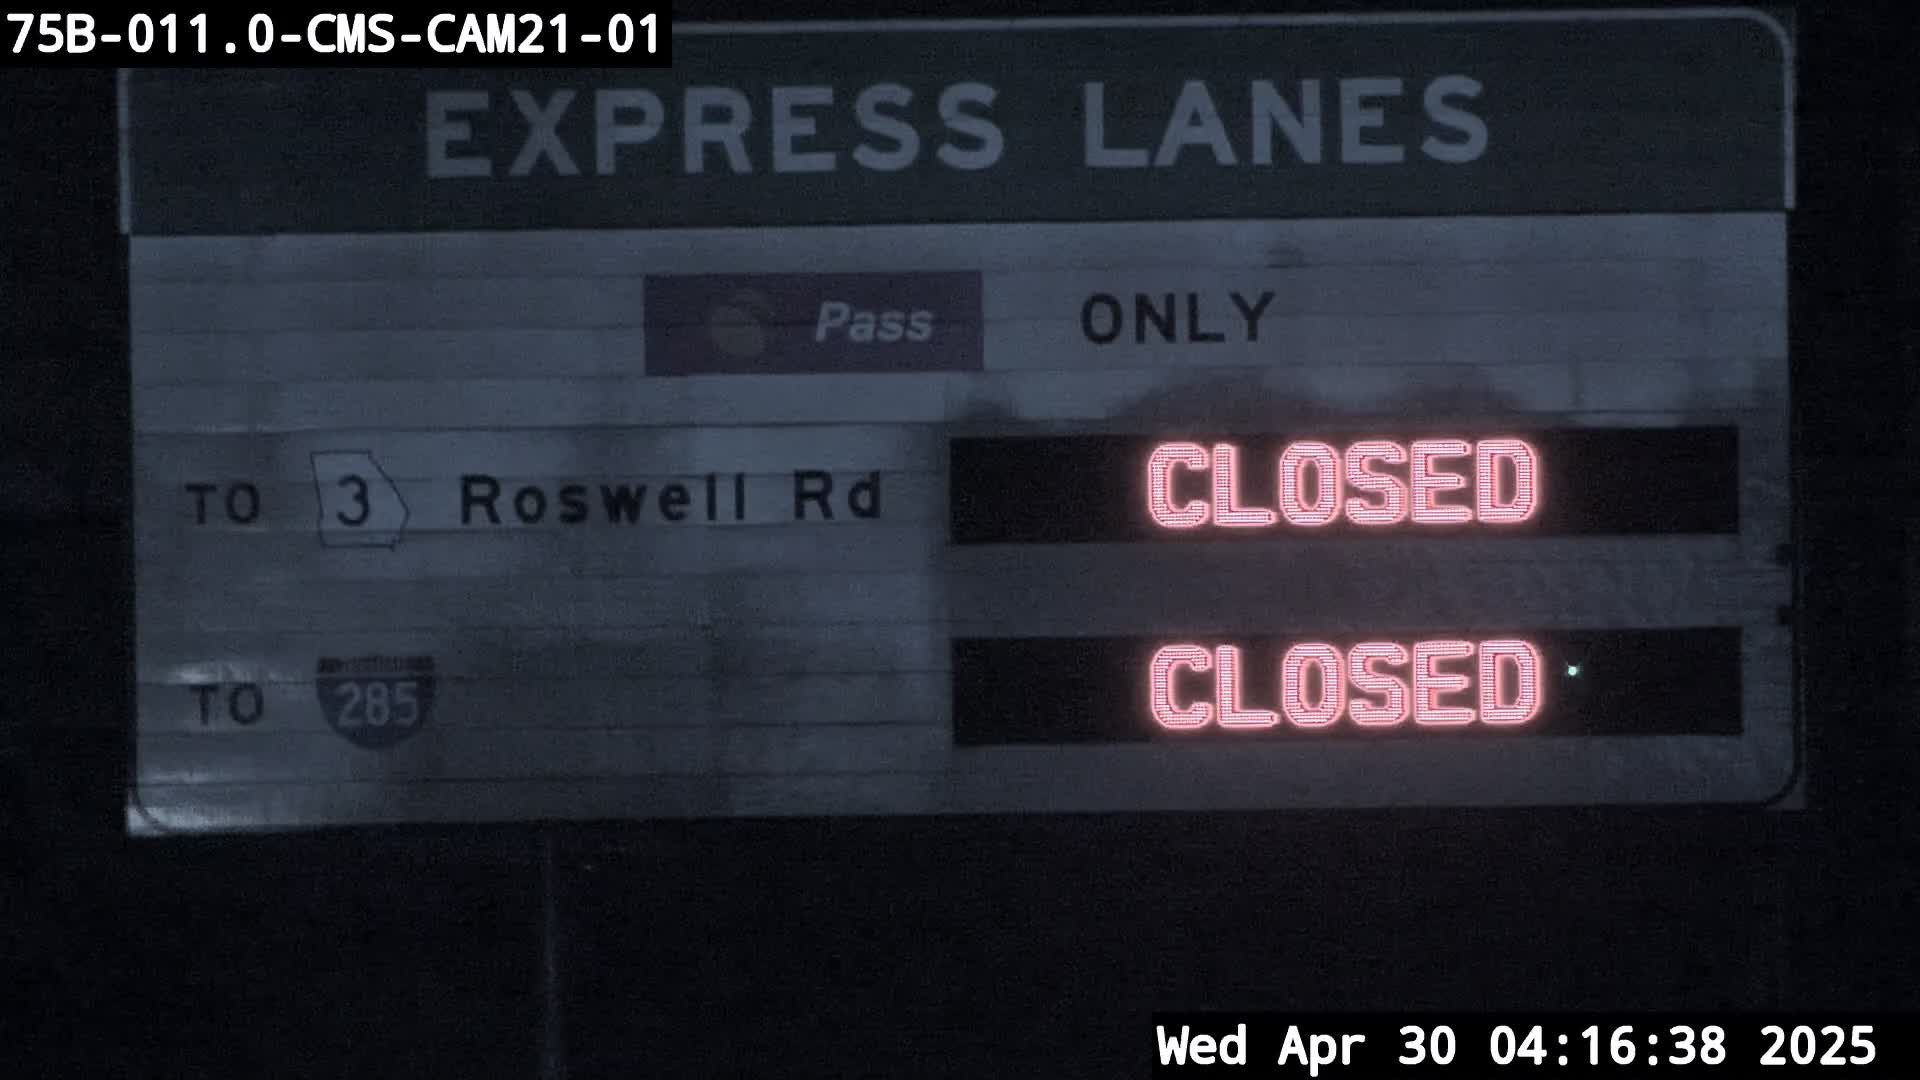 75B-011.0-CMS-CAM21-01
EXPRESS LANES
Pass ONLY
TO 3 Roswell Rd CLOSED
TO 285 CLOSED
Wed Apr 30 04:16:38 2025